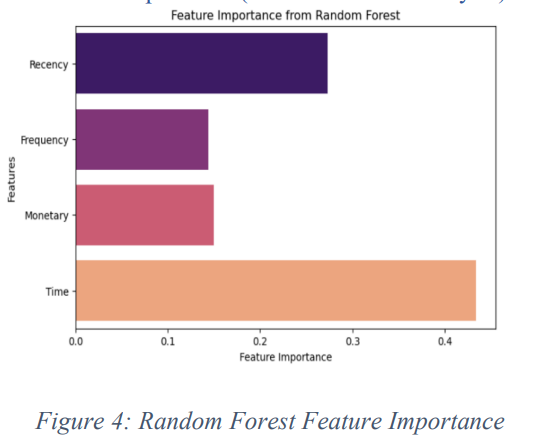 Feature Importance from Random Forest
Recency
Frequency
Monetary
Time
Features
0.0 0.1 0.2 0.3 0.4
Feature Importance
Figure 4: Random Forest Feature Importance